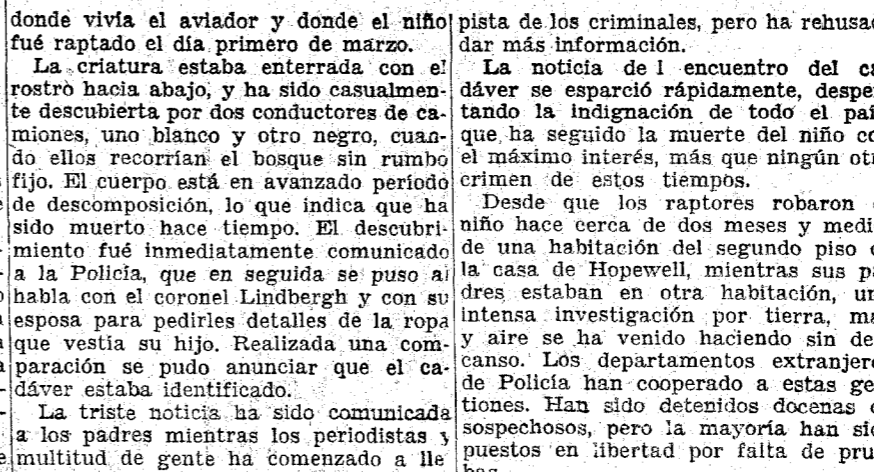 donde vivía el aviador y donde el niño
fué raptado el día primero de marzo.
La criatura estaba enterrada con el
rostro hacia abajo, y ha sido casualmen-
te descubierta por dos conductores de ca-
miones, uno blanco y otro negro, cuan-
do ellos recorrían el bosque sin rumbo
fijo. El cuerpo está en avanzado período
de descomposición, lo que indica que ha
sido muerto hace tiempo. El descubri-
miento fué inmediatamente comunicado
a la Policía, que en seguida se puso al
habla con el coronel Lindbergh y con su
esposa para pedirles detalles de la ropa
que vestía su hijo. Realizada una com-
paración se pudo anunciar que el ca-
dáver estaba identificado.
La triste noticia ha sido comunicada
a los padres mientras los periodistas y
multitud de gente ha comenzado a lle
pista de los criminales, pero ha rehusad
dar más información.
La noticia de l encuentro del ca
dáver se esparció rápidamente, desper
tando la indignación de todo el paí
que ha seguido la muerte del niño co
el máximo interés, más que ningún otr
crimen de estos tiempos.
Desde que los raptores robaron
niño hace cerca de dos meses y medi
de una habitación del segundo piso
la casa de Hopewell, mientras sus pa
dres estaban en otra habitación, un
intensa investigación por tierra, ma
y aire se ha venido haciendo sin de
canso. Los departamentos extranjer
de Policía han cooperado a estas ge
tiones. Han sido detenidos docenas
sospechosos, pero la mayoría han si
puestos en libertad por falta de pru